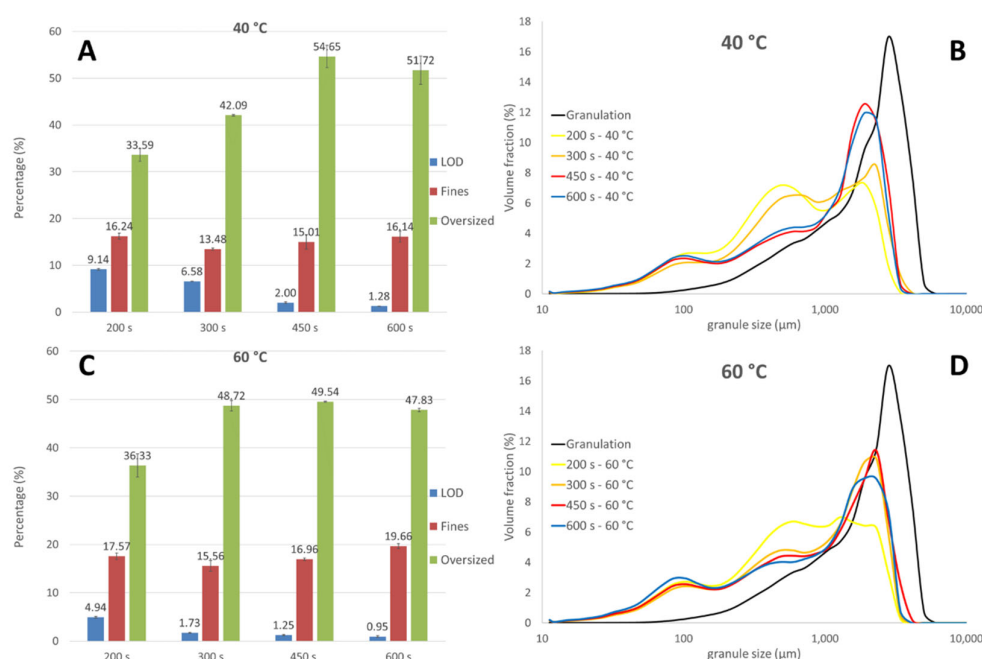 40 °C
A
60
50
40
30
20
10
0
Percentage (%)
33,59
16.24
9.14
42.09
13.48
6.58
54.65
15,01
2.00
51,72
16,14
1.28
LOD
Fines
Oversized
200 s
300 s
450 s
600 s
40 °C
B
18
16
14
12
10
8
6
4
2
0
Volume fraction (%)
Granulation
200 s - 40 °C
300 s - 40 °C
450 s - 40 °C
600 s - 40 °C
10
100
1,000
10,000
granule size (µm)
60 °C
C
60
50
40
30
20
10
0
Percentage (%)
36.33
17.57
4.94
48.72
15,56
1.73
49.54
16.96
1.25
47.83
19.66
0.95
LOD
Fines
Oversized
200 s
300 s
450 s
600 s
60 °C
D
18
16
14
12
10
8
6
4
2
0
Volume fraction (%)
Granulation
200 s - 60 °C
300 s - 60 °C
450 s - 60 °C
600 s - 60 °C
10
100
1,000
10,000
granule size (µm)